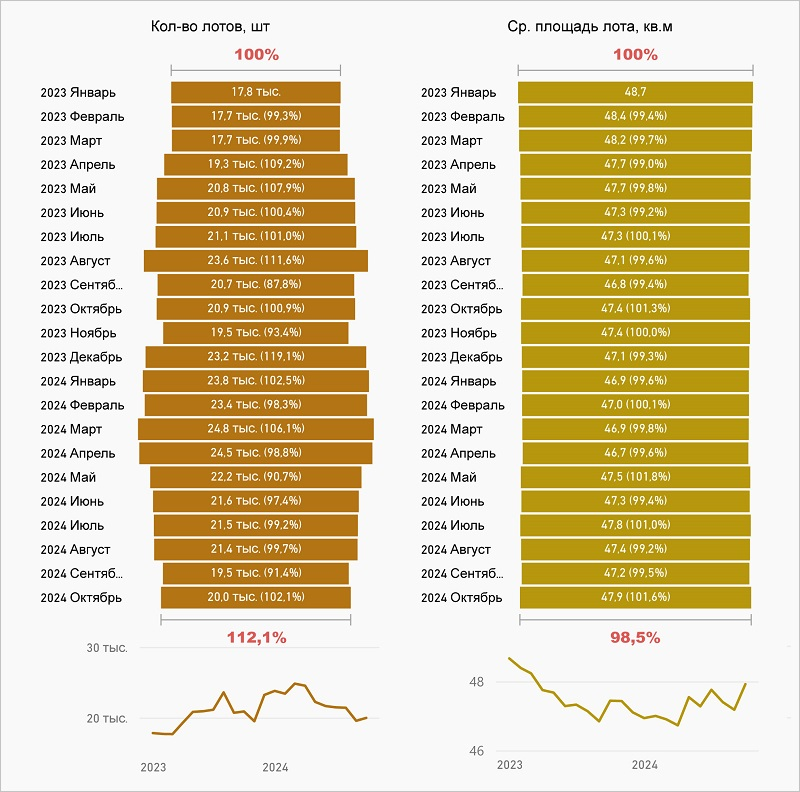 Кол-во лотов, шт
100%
2023 Январь 17,8 тыс.
2023 Февраль 17,7 тыс. (99,3%)
2023 Март 17,7 тыс. (99,9%)
2023 Апрель 19,3 тыс. (109,2%)
2023 Май 20,8 тыс. (107,9%)
2023 Июнь 20,9 тыс. (100,4%)
2023 Июль 21,1 тыс. (101,0%)
2023 Август 23,6 тыс. (111,6%)
2023 Сентяб... 20,7 тыс. (87,8%)
2023 Октябрь 20,9 тыс. (100,9%)
2023 Ноябрь 19,5 тыс. (93,4%)
2023 Декабрь 23,2 тыс. (119,1%)
2024 Январь 23,8 тыс. (102,5%)
2024 Февраль 23,4 тыс. (98,3%)
2024 Март 24,8 тыс. (106,1%)
2024 Апрель 24,5 тыс. (98,8%)
2024 Май 22,2 тыс. (90,7%)
2024 Июнь 21,6 тыс. (97,4%)
2024 Июль 21,5 тыс. (99,2%)
2024 Август 21,4 тыс. (99,7%)
2024 Сентяб... 19,5 тыс. (91,4%)
2024 Октябрь 20,0 тыс. (102,1%)
112,1%
30 тыс.
20 тыс.
2023 2024
Ср. площадь лота, кв.м
100%
2023 Январь 48,7
2023 Февраль 48,4 (99,4%)
2023 Март 48,2 (99,7%)
2023 Апрель 47,7 (99,0%)
2023 Май 47,7 (99,8%)
2023 Июнь 47,3 (99,2%)
2023 Июль 47,3 (100,1%)
2023 Август 47,1 (99,6%)
2023 Сентяб... 46,8 (99,4%)
2023 Октябрь 47,4 (101,3%)
2023 Ноябрь 47,4 (100,0%)
2023 Декабрь 47,1 (99,3%)
2024 Январь 46,9 (99,6%)
2024 Февраль 47,0 (100,1%)
2024 Март 46,9 (99,8%)
2024 Апрель 46,7 (99,6%)
2024 Май 47,5 (101,8%)
2024 Июнь 47,3 (99,4%)
2024 Июль 47,8 (101,0%)
2024 Август 47,4 (99,2%)
2024 Сентяб... 47,2 (99,5%)
2024 Октябрь 47,9 (101,6%)
98,5%
48
46
2023 2024